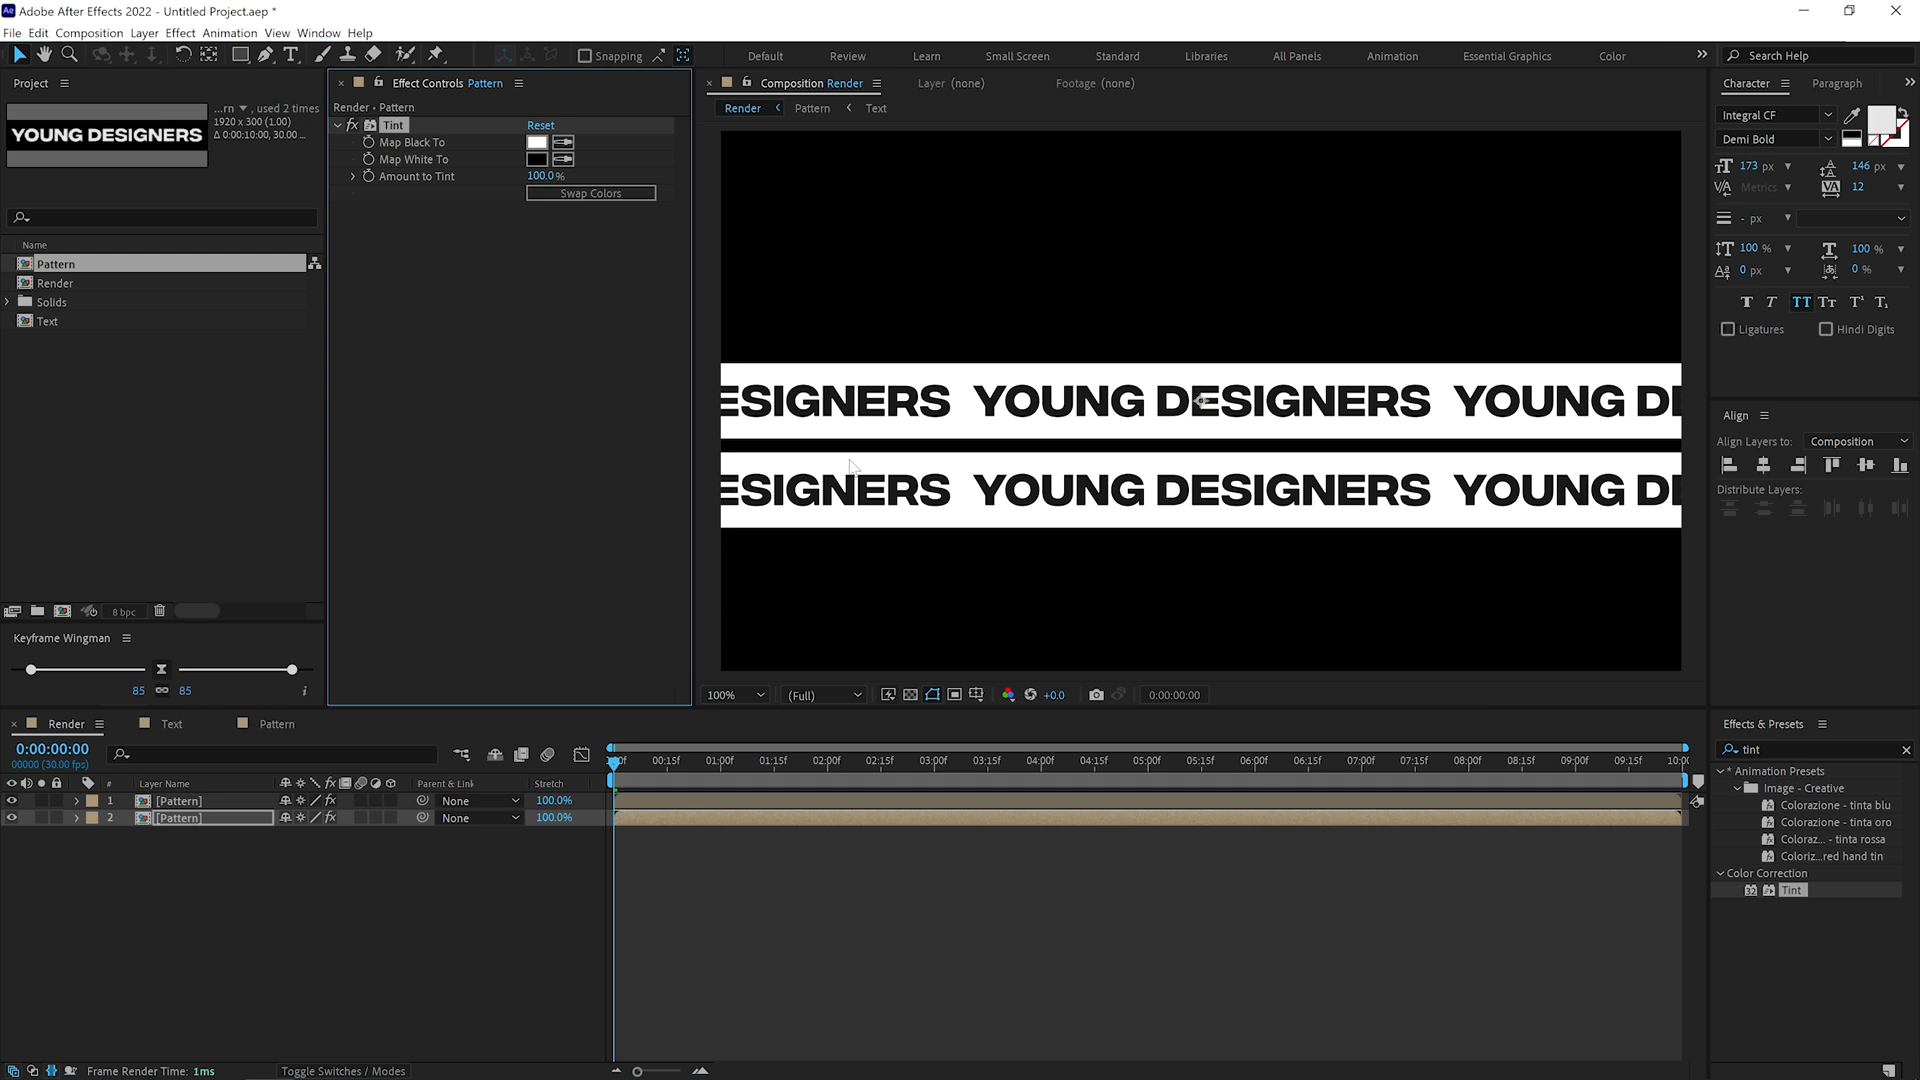 Adobe After Effects 2022 - Untitled Project.aep *
File Edit Composition Layer Effect Animation View Window Help
Snapping
Default Review Learn Small Screen Standard Libraries All Panels Animation Essential Graphics Color
Search Help
Project
...rn ▼ , used 2 times
1920 x 300 (1.00)
Δ 0:00:10:00, 30.00 ...
YOUNG DESIGNERS
Name
Pattern
Render
Solids
Text
8 bpc
Keyframe Wingman
85 85
Effect Controls Pattern
Render • Pattern
fx Tint Reset
Map Black To
Map White To
Amount to Tint 100.0 %
Swap Colors
Composition Render Layer (none) Footage (none)
Render Pattern Text
ESIGNERS YOUNG DESIGNERS YOUNG DE
ESIGNERS YOUNG DESIGNERS YOUNG DE
100% (Full) +0.0 0:00:00:00
Character Paragraph
Integral CF
Demi Bold
173 px 146 px
Metrics 12
- px
100 % 100 %
0 px 0 %
Ligatures Hindi Digits
Align
Align Layers to: Composition
Distribute Layers:
Render Text Pattern
0:00:00:00
00000 (30.00 fps)
00:15f 01:00f 01:15f 02:00f 02:15f 03:00f 03:15f 04:00f 04:15f 05:00f 05:15f 06:00f 06:15f 07:00f 07:15f 08:00f 08:15f 09:00f 09:15f 10:00
# Layer Name Parent & Link Stretch
1 [Pattern] None 100.0%
2 [Pattern] None 100.0%
Frame Render Time: 1ms Toggle Switches / Modes
Effects & Presets
tint
* Animation Presets
Image - Creative
Colorazione - tinta blu
Colorazione - tinta oro
Coloraz... - tinta rossa
Coloriz...red hand tin
Color Correction
Tint